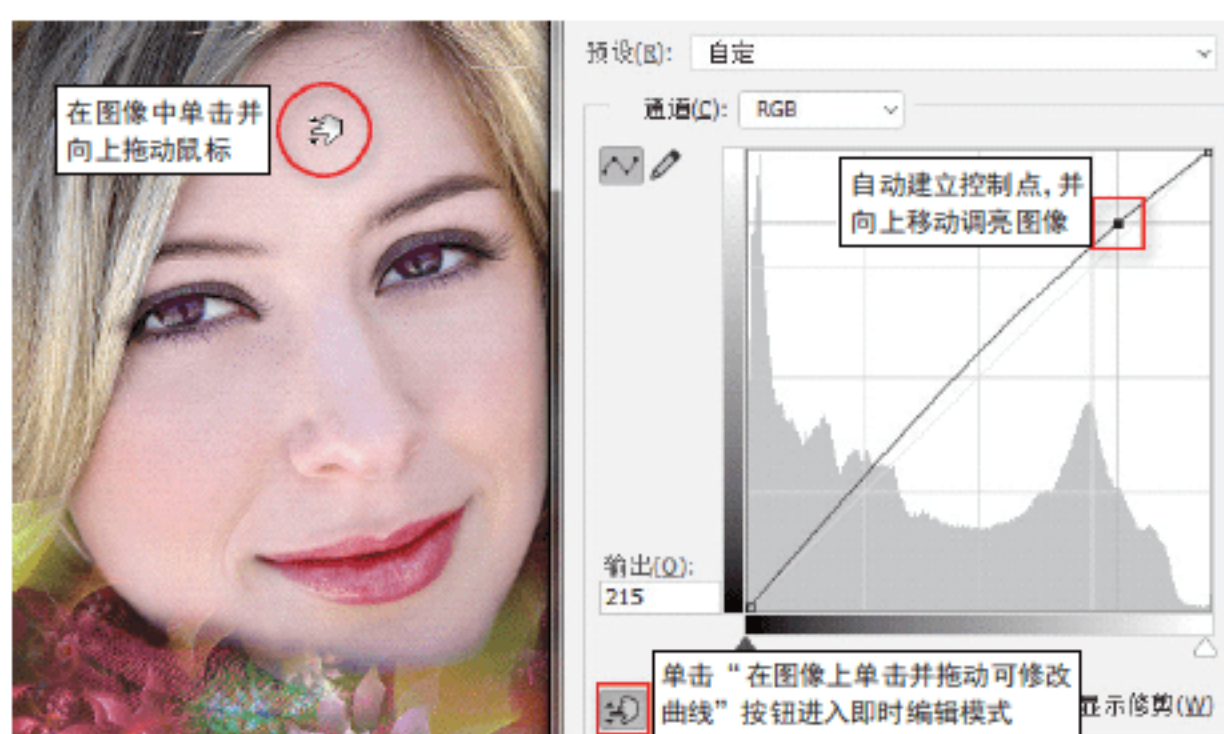 在图像中单击并
向上拖动鼠标
预设(R): 自定
通道(C): RGB
自动建立控制点,并
向上移动调亮图像
输出(O):
215
单击“在图像上单击并拖动可修改
曲线”按钮进入即时编辑模式
显示修剪(W)